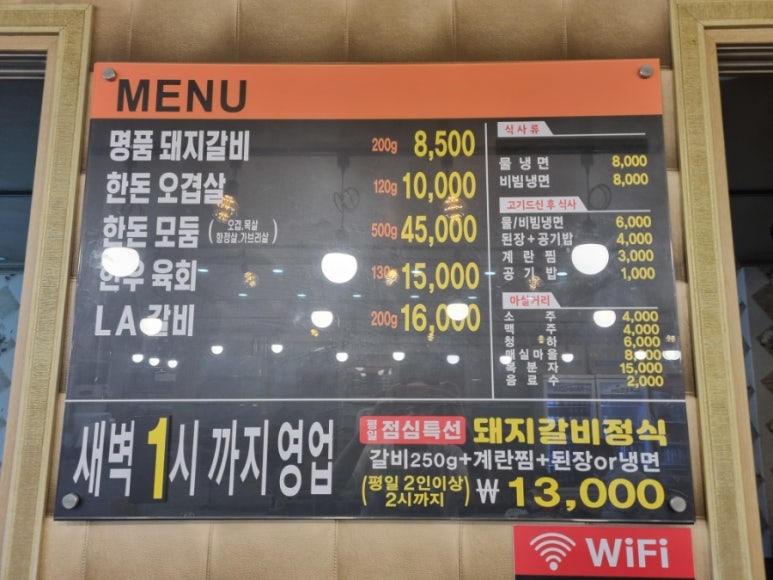 MENU
명품 돼지갈비 200g 8,500
한돈 오겹살 120g 10,000
한돈 모둠 (오겹.목살 항정살.가브리살) 500g 45,000
한우 육회 130g 15,000
LA 갈비 200g 16,000
식사류
물냉면 8,000
비빔냉면 8,000
고기드신 후 식사
물/비빔냉면 6,000
된장+공기밥 4,000
계란찜 3,000
공기밥 1,000
마실거리
소주 4,000
맥주 4,000
청하 6,000
매실마을 8,000
복분자 15,000
음료수 2,000
새벽 1시 까지 영업
평일 점심특선 돼지갈비정식
갈비250g+계란찜+된장or냉면
(평일 2인이상 2시까지) ₩ 13,000
WiFi